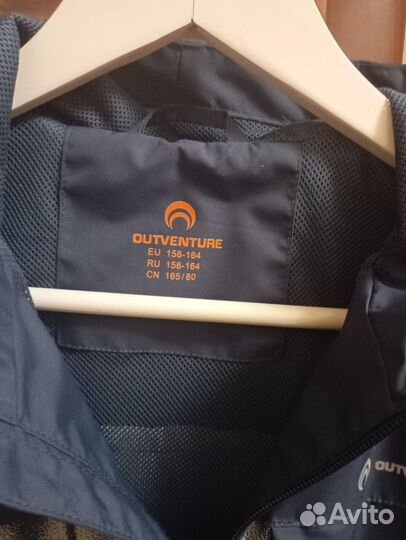 OUTVENTURE
EU 158-164
RU 158-164
CN 165/80
Avito